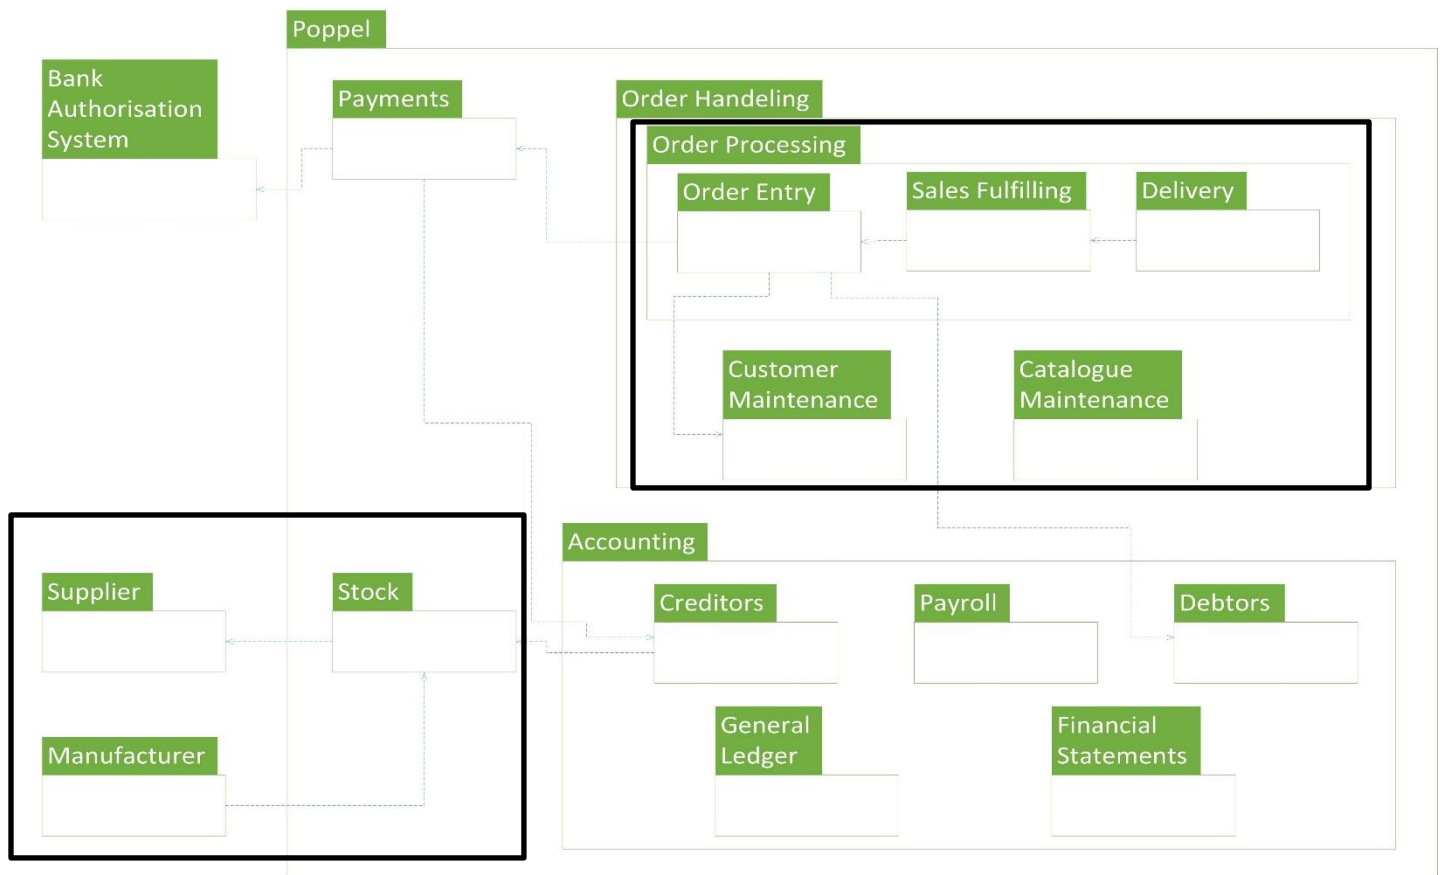 Poppel
Bank
Authorisation
System
Payments
Order Handeling
Order Processing
Order Entry
Sales Fulfilling
Delivery
Customer
Maintenance
Catalogue
Maintenance
Accounting
Supplier
Stock
Creditors
Payroll
Debtors
Manufacturer
General
Ledger
Financial
Statements